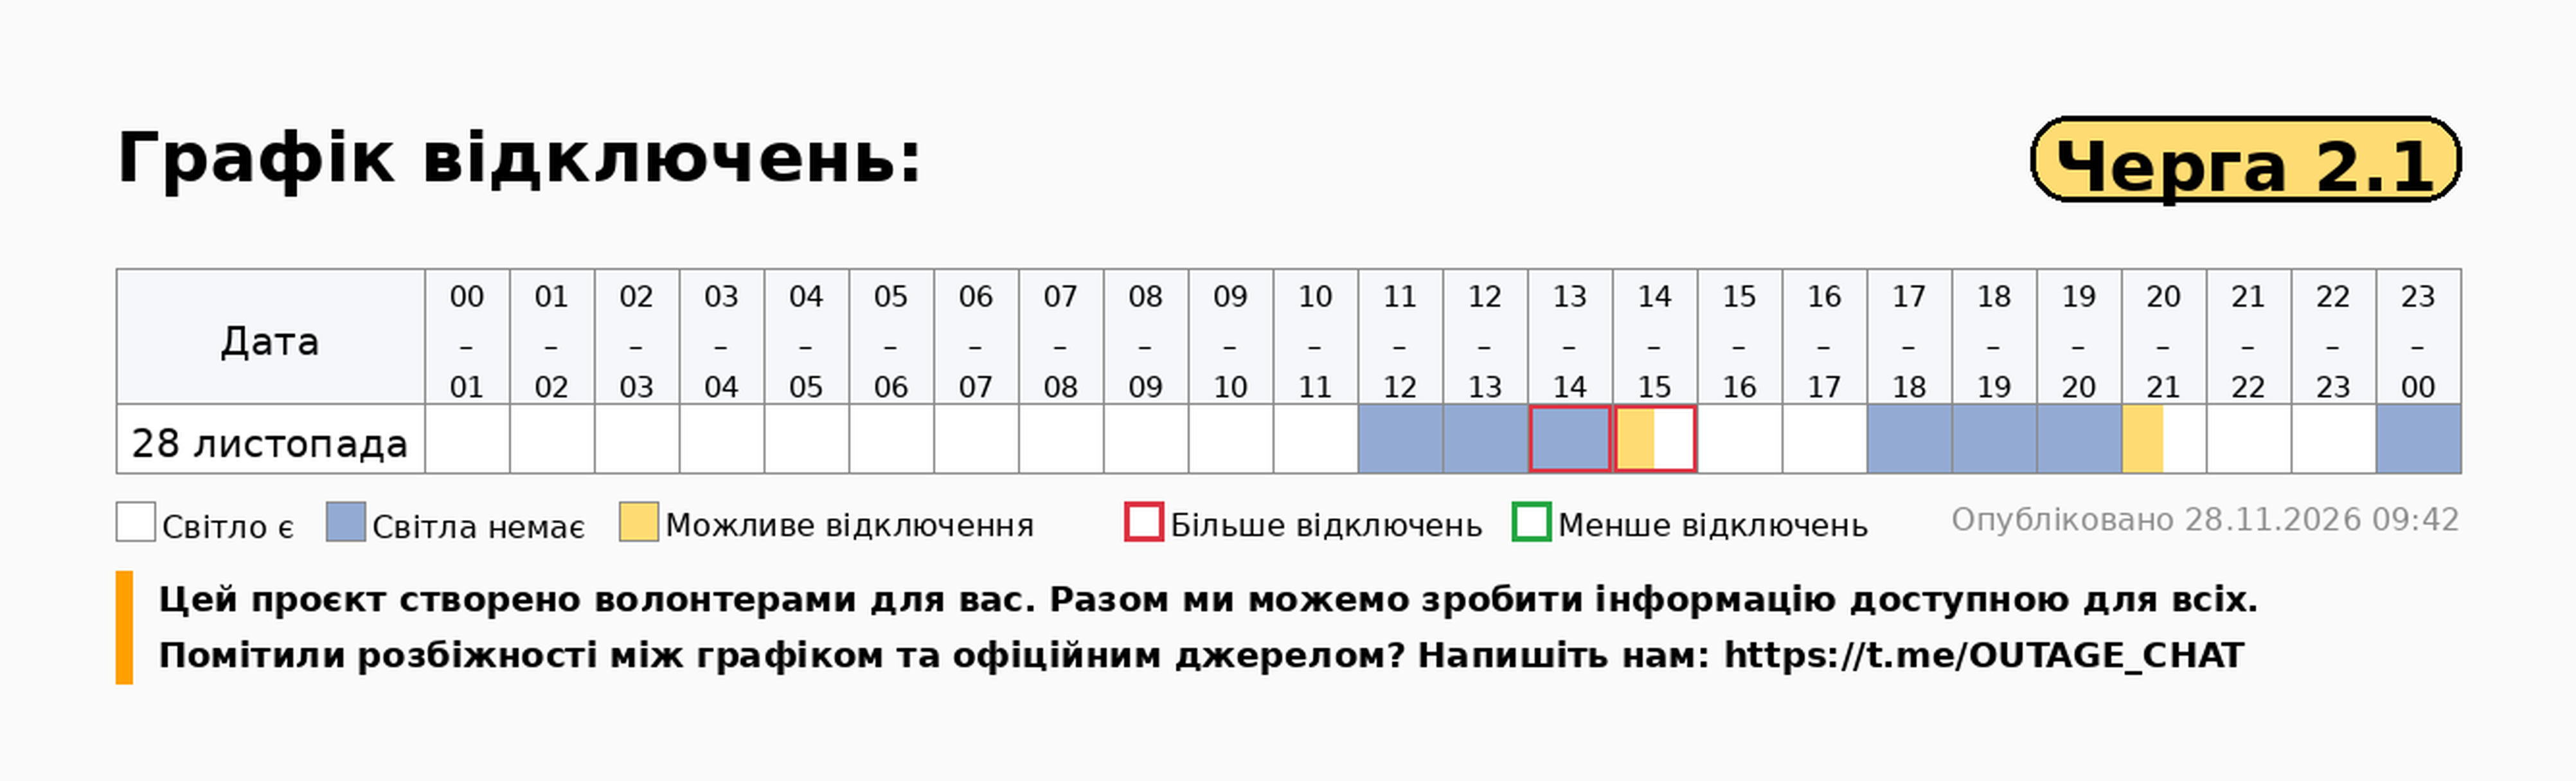 Графік відключень:
Черга 2.1
Дата
00 – 01
01 – 02
02 – 03
03 – 04
04 – 05
05 – 06
06 – 07
07 – 08
08 – 09
09 – 10
10 – 11
11 – 12
12 – 13
13 – 14
14 – 15
15 – 16
16 – 17
17 – 18
18 – 19
19 – 20
20 – 21
21 – 22
22 – 23
23 – 00
28 листопада
Світло є
Світла немає
Можливе відключення
Більше відключень
Менше відключень
Опубліковано 28.11.2026 09:42
Цей проєкт створено волонтерами для вас. Разом ми можемо зробити інформацію доступною для всіх.
Помітили розбіжності між графіком та офіційним джерелом? Напишіть нам: https://t.me/OUTAGE_CHAT